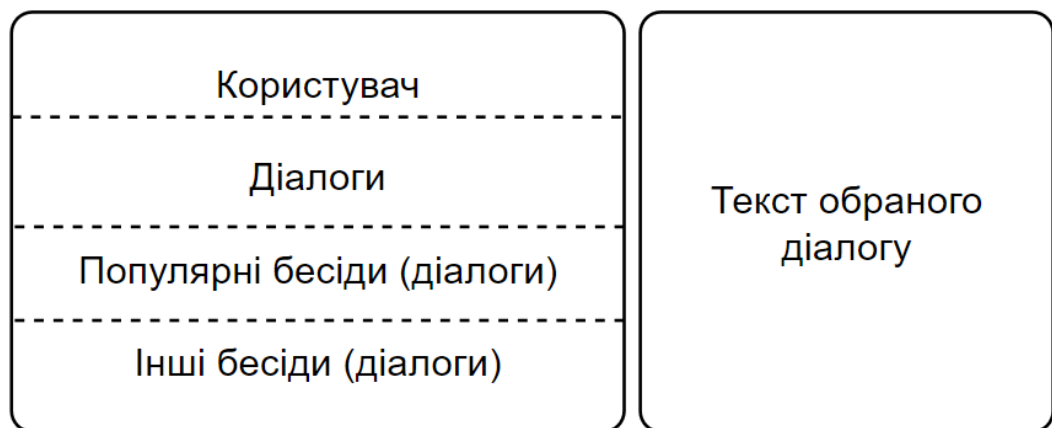 Користувач
Діалоги
Популярні бесіди (діалоги)
Інші бесіди (діалоги)
Текст обраного
діалогу